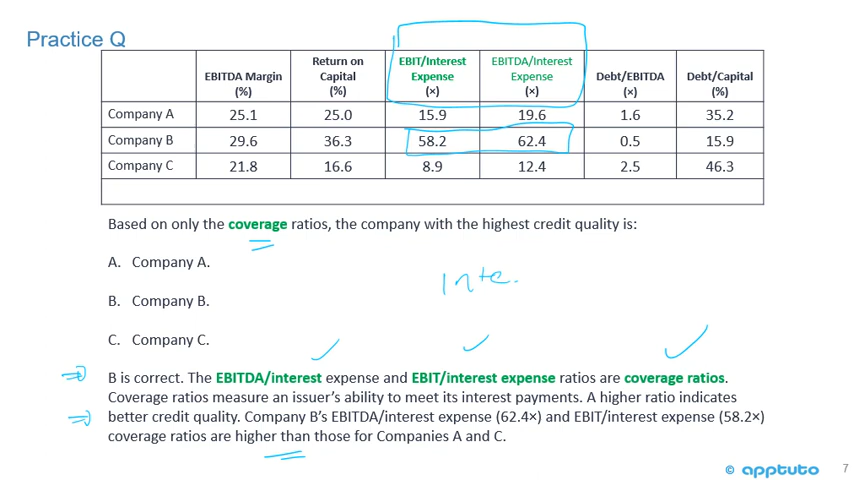 Practice Q
EBITDA Margin (%) Return on Capital (%) EBIT/Interest Expense (×) EBITDA/Interest Expense (×) Debt/EBITDA (×) Debt/Capital (%)
Company A 25.1 25.0 15.9 19.6 1.6 35.2
Company B 29.6 36.3 58.2 62.4 0.5 15.9
Company C 21.8 16.6 8.9 12.4 2.5 46.3
Based on only the coverage ratios, the company with the highest credit quality is:
A. Company A.
Inte.
B. Company B.
C. Company C.
B is correct. The EBITDA/interest expense and EBIT/interest expense ratios are coverage ratios.
Coverage ratios measure an issuer's ability to meet its interest payments. A higher ratio indicates
better credit quality. Company B's EBITDA/interest expense (62.4×) and EBIT/interest expense (58.2×)
coverage ratios are higher than those for Companies A and C.
© apptuto 7